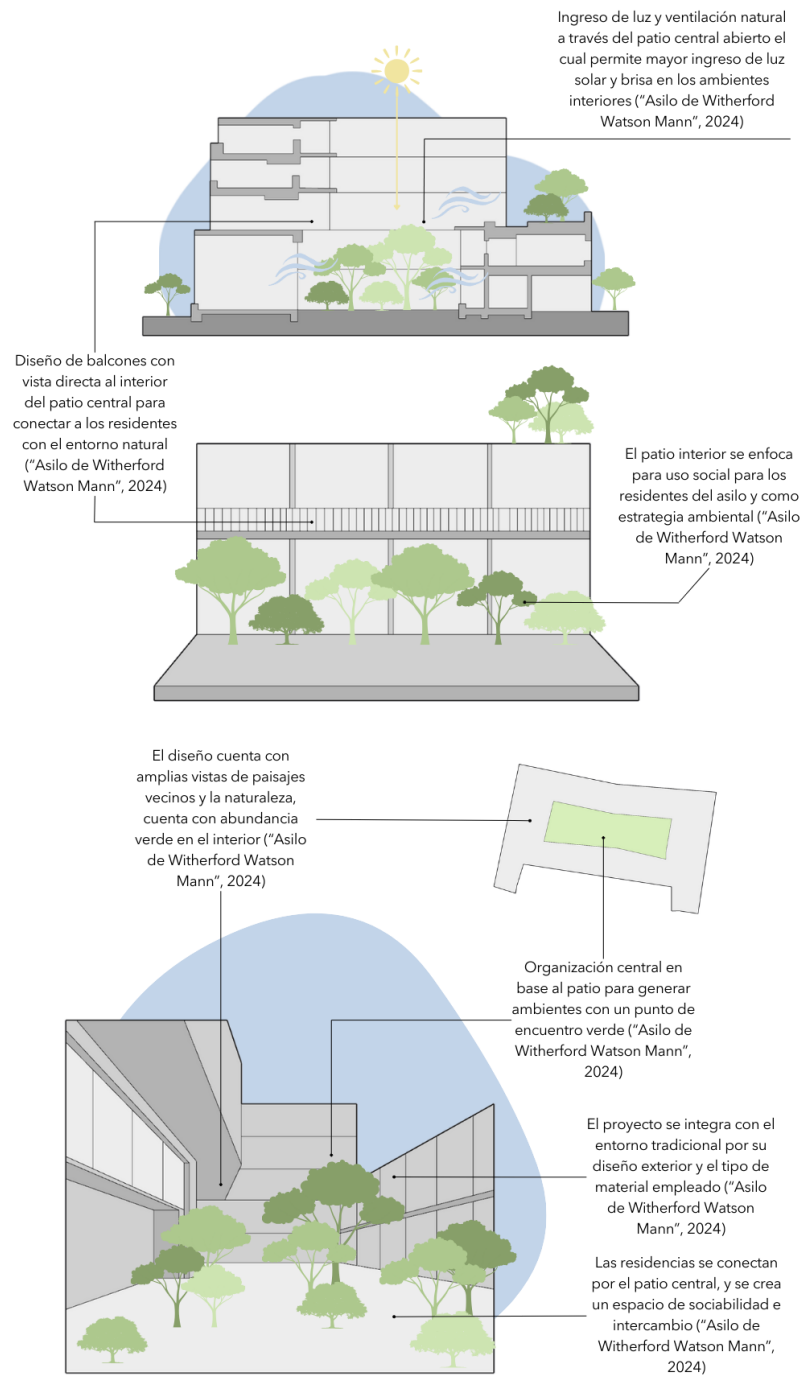 Ingreso de luz y ventilación natural
a través del patio central abierto el
cual permite mayor ingreso de luz
solar y brisa en los ambientes
interiores (“Asilo de Witherford
Watson Mann”, 2024)
Diseño de balcones con
vista directa al interior
del patio central para
conectar a los residentes
con el entorno natural
(“Asilo de Witherford
Watson Mann”, 2024)
El patio interior se enfoca
para uso social para los
residentes del asilo y como
estrategia ambiental (“Asilo
de Witherford Watson
Mann”, 2024)
El diseño cuenta con
amplias vistas de paisajes
vecinos y la naturaleza,
cuenta con abundancia
verde en el interior (“Asilo
de Witherford Watson
Mann”, 2024)
Organización central en
base al patio para generar
ambientes con un punto de
encuentro verde (“Asilo de
Witherford Watson Mann”,
2024)
El proyecto se integra con el
entorno tradicional por su
diseño exterior y el tipo de
material empleado (“Asilo
de Witherford Watson
Mann”, 2024)
Las residencias se conectan
por el patio central, y se crea
un espacio de sociabilidad e
intercambio (“Asilo de
Witherford Watson Mann”,
2024)